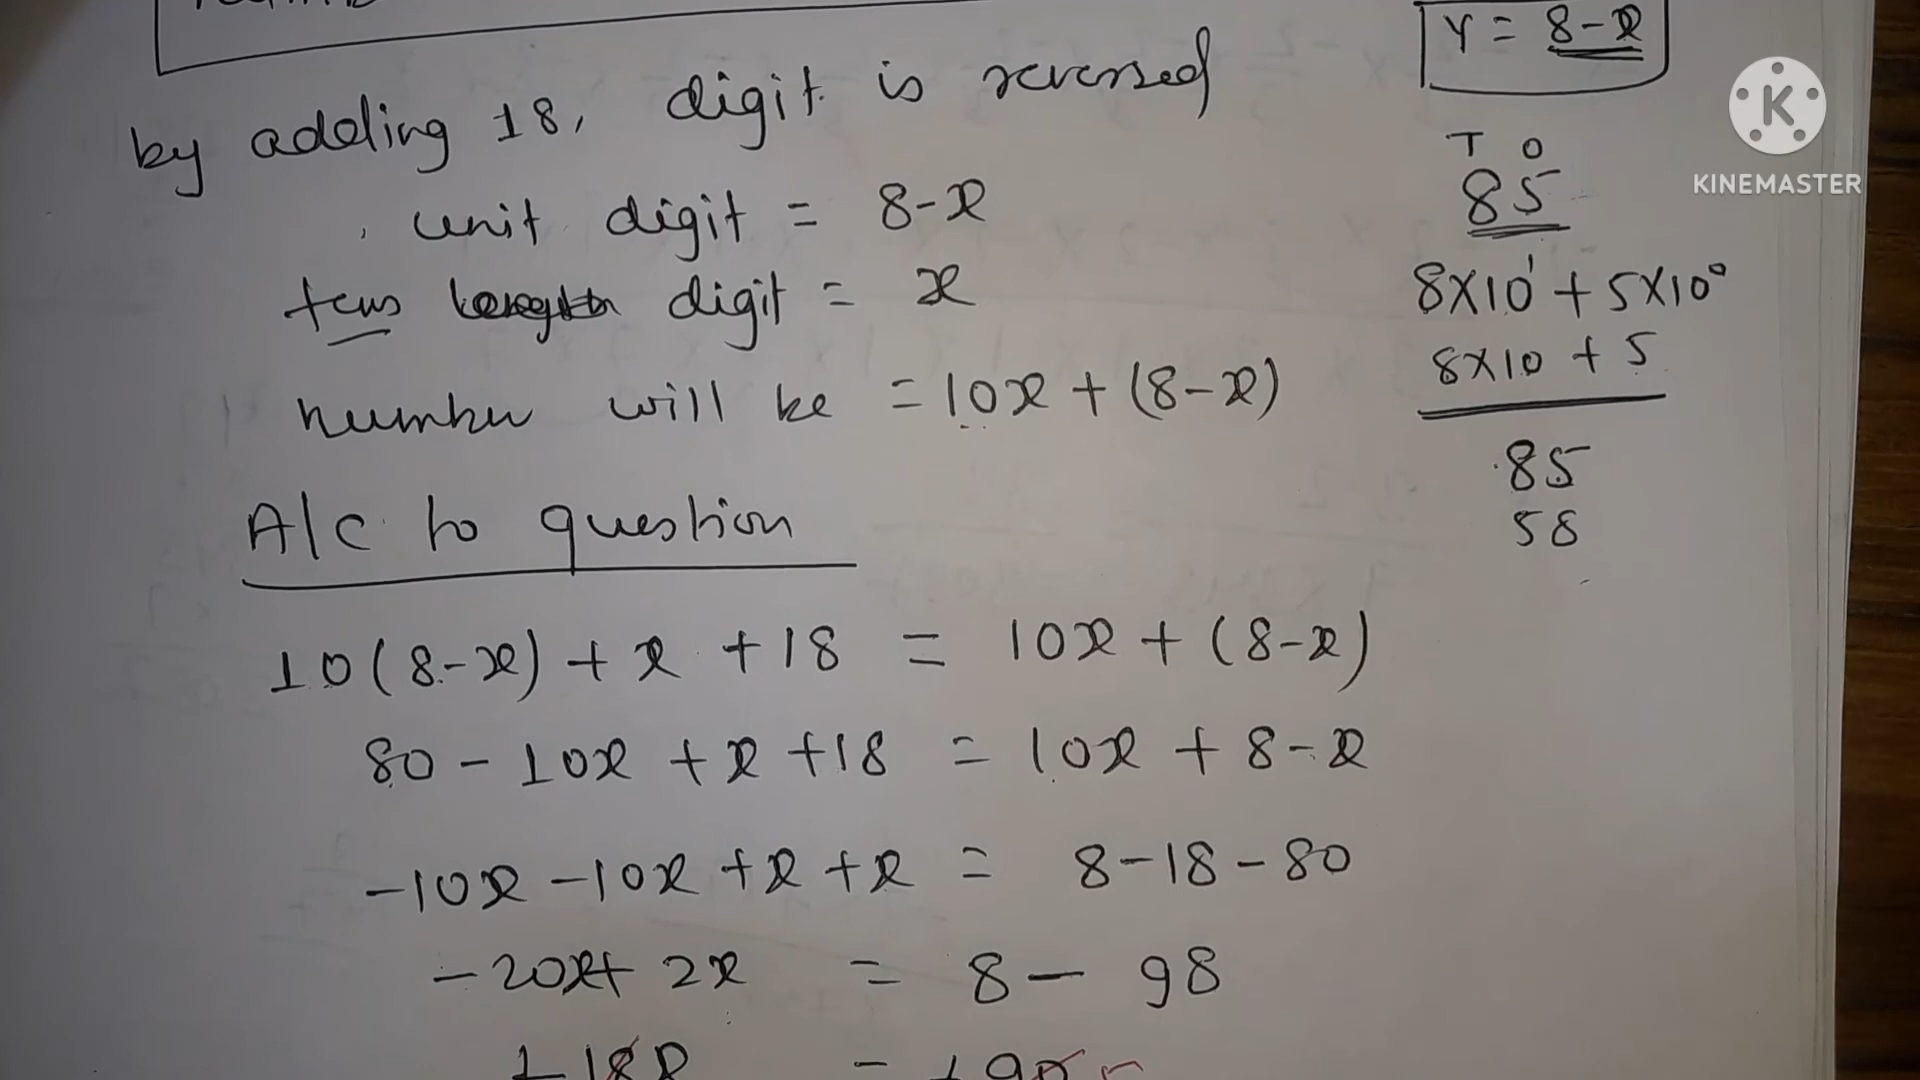 Y = 8-x
by adding 18, digit is reversed
unit digit = 8-x
tens digit = x
number will be = 10x + (8-x)
A/C to question
10(8-x) + x + 18 = 10x + (8-x)
80 - 10x + x + 18 = 10x + 8 - x
-10x - 10x + x + x = 8 - 18 - 80
-20x + 2x = 8 - 98
T O
85
8X10¹ + 5X10⁰
8X10 + 5
85
58
KINEMASTER